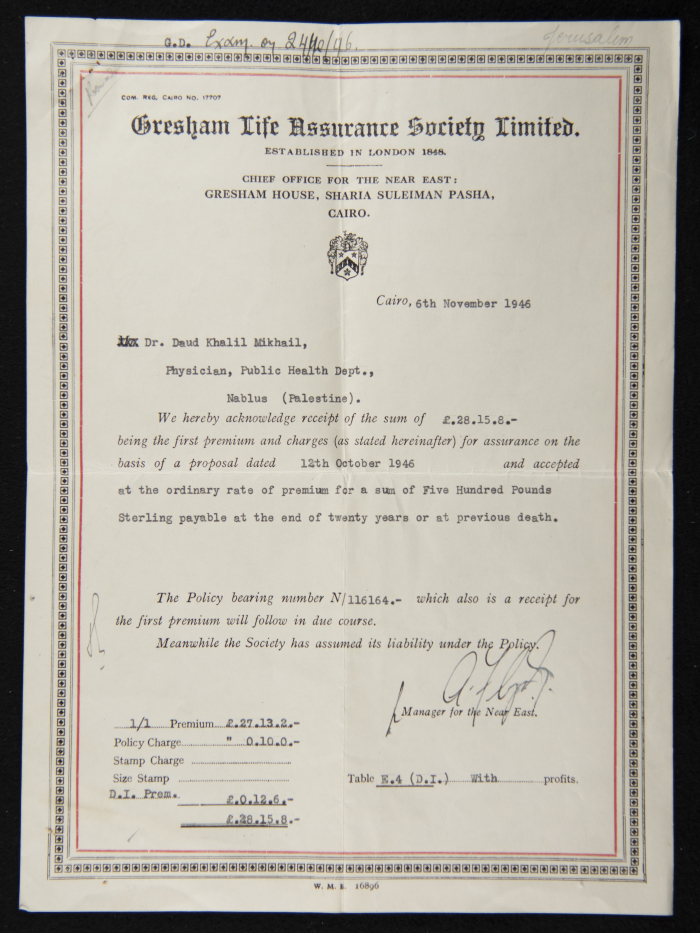 G.D. Exam. on 24/10/96.
Jerusalem
COM. REG. CAIRO NO. 17707
Gresham Life Assurance Society Limited.
ESTABLISHED IN LONDON 1848.
CHIEF OFFICE FOR THE NEAR EAST:
GRESHAM HOUSE, SHARIA SULEIMAN PASHA,
CAIRO.
Cairo, 6th November 1946
Dr. Daud Khalil Mikhail,
Physician, Public Health Dept.,
Nablus (Palestine).
We hereby acknowledge receipt of the sum of £.28.15.8.-
being the first premium and charges (as stated hereinafter) for assurance on the
basis of a proposal dated 12th October 1946 and accepted
at the ordinary rate of premium for a sum of Five Hundred Pounds
Sterling payable at the end of twenty years or at previous death.
The Policy bearing number N/116164.- which also is a receipt for
the first premium will follow in due course.
Meanwhile the Society has assumed its liability under the Policy.
Manager for the Near East.
1/1 Premium £.27.13.2.-
Policy Charge " 0.10.0.-
Stamp Charge
Size Stamp
Table E.4 (D.I.) With profits.
D.I. Prem. £.0.12.6.-
£.28.15.8.-
W. M. E. 16896